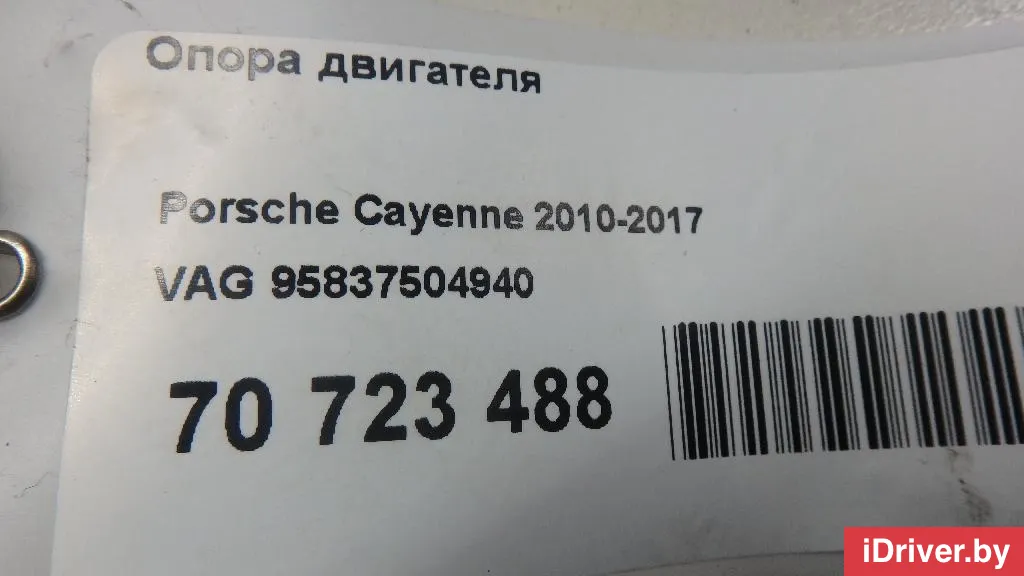 Опора двигателя
Porsche Cayenne 2010-2017
VAG 95837504940
70 723 488
iDriver.by